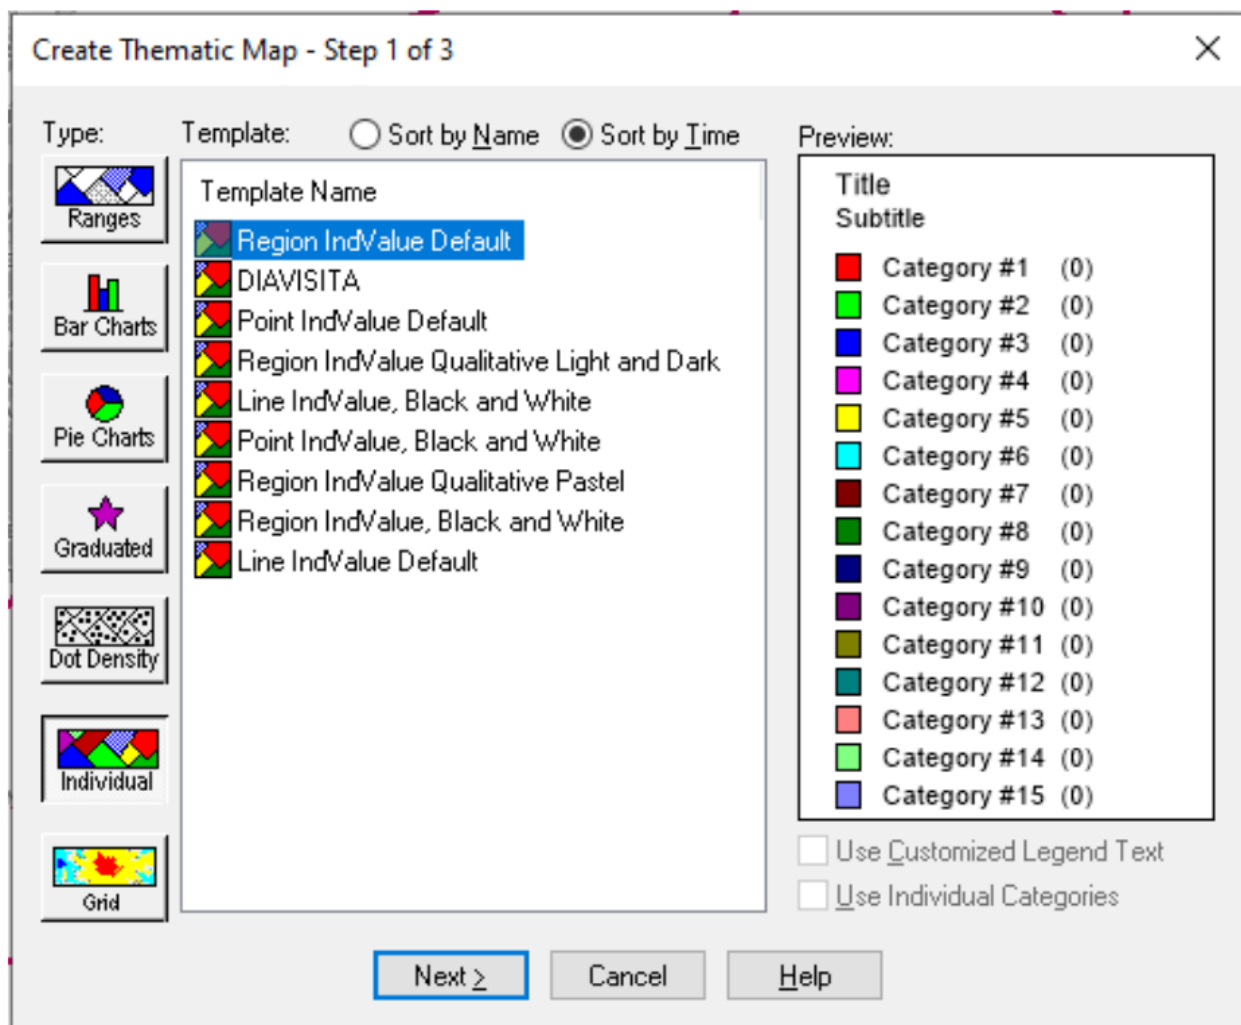 Create Thematic Map - Step 1 of 3
Type:
Ranges
Bar Charts
Pie Charts
Graduated
Dot Density
Individual
Grid
Template:
Sort by Name
Sort by Time
Template Name
Region IndValue Default
DIAVISITA
Point IndValue Default
Region IndValue Qualitative Light and Dark
Line IndValue, Black and White
Point IndValue, Black and White
Region IndValue Qualitative Pastel
Region IndValue, Black and White
Line IndValue Default
Preview:
Title
Subtitle
Category #1 (0)
Category #2 (0)
Category #3 (0)
Category #4 (0)
Category #5 (0)
Category #6 (0)
Category #7 (0)
Category #8 (0)
Category #9 (0)
Category #10 (0)
Category #11 (0)
Category #12 (0)
Category #13 (0)
Category #14 (0)
Category #15 (0)
Use Customized Legend Text
Use Individual Categories
Next >
Cancel
Help